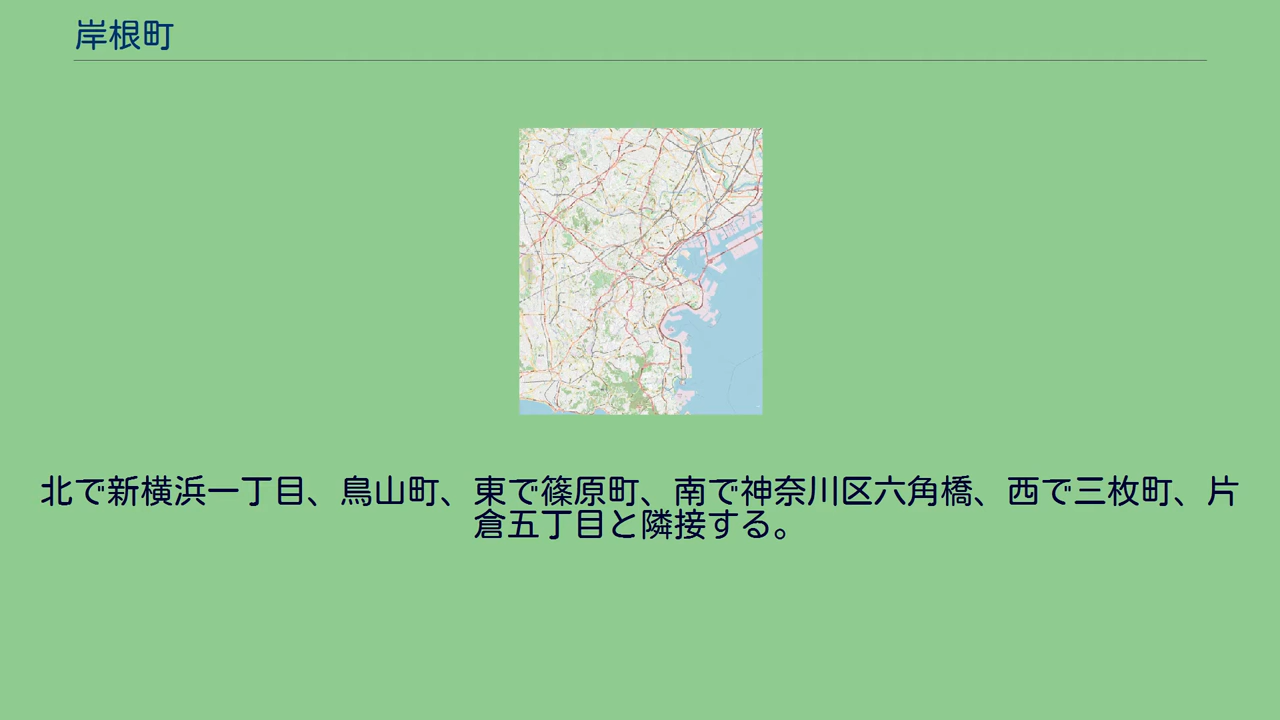 岸根町
北で新横浜一丁目、鳥山町、東で篠原町、南で神奈川区六角橋、西で三枚町、片
倉五丁目と隣接する。